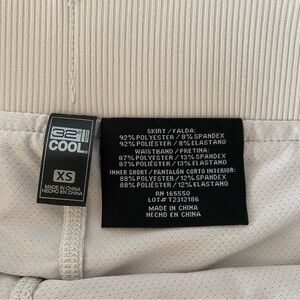 32°
COOL®
XS
MADE IN CHINA
HECHO EN CHINA
SKIRT / FALDA:
92% POLYESTER / 8% SPANDEX
92% POLIÉSTER / 8% ELASTANO
WAISTBAND / PRETINA:
87% POLYESTER / 13% SPANDEX
87% POLIÉSTER / 13% ELASTANO
INNER SHORT / PANTALÓN CORTO INTERIOR:
88% POLYESTER / 12% SPANDEX
88% POLIÉSTER / 12% ELASTANO
RN 165550
LOT# T2312186
MADE IN CHINA
HECHO EN CHINA